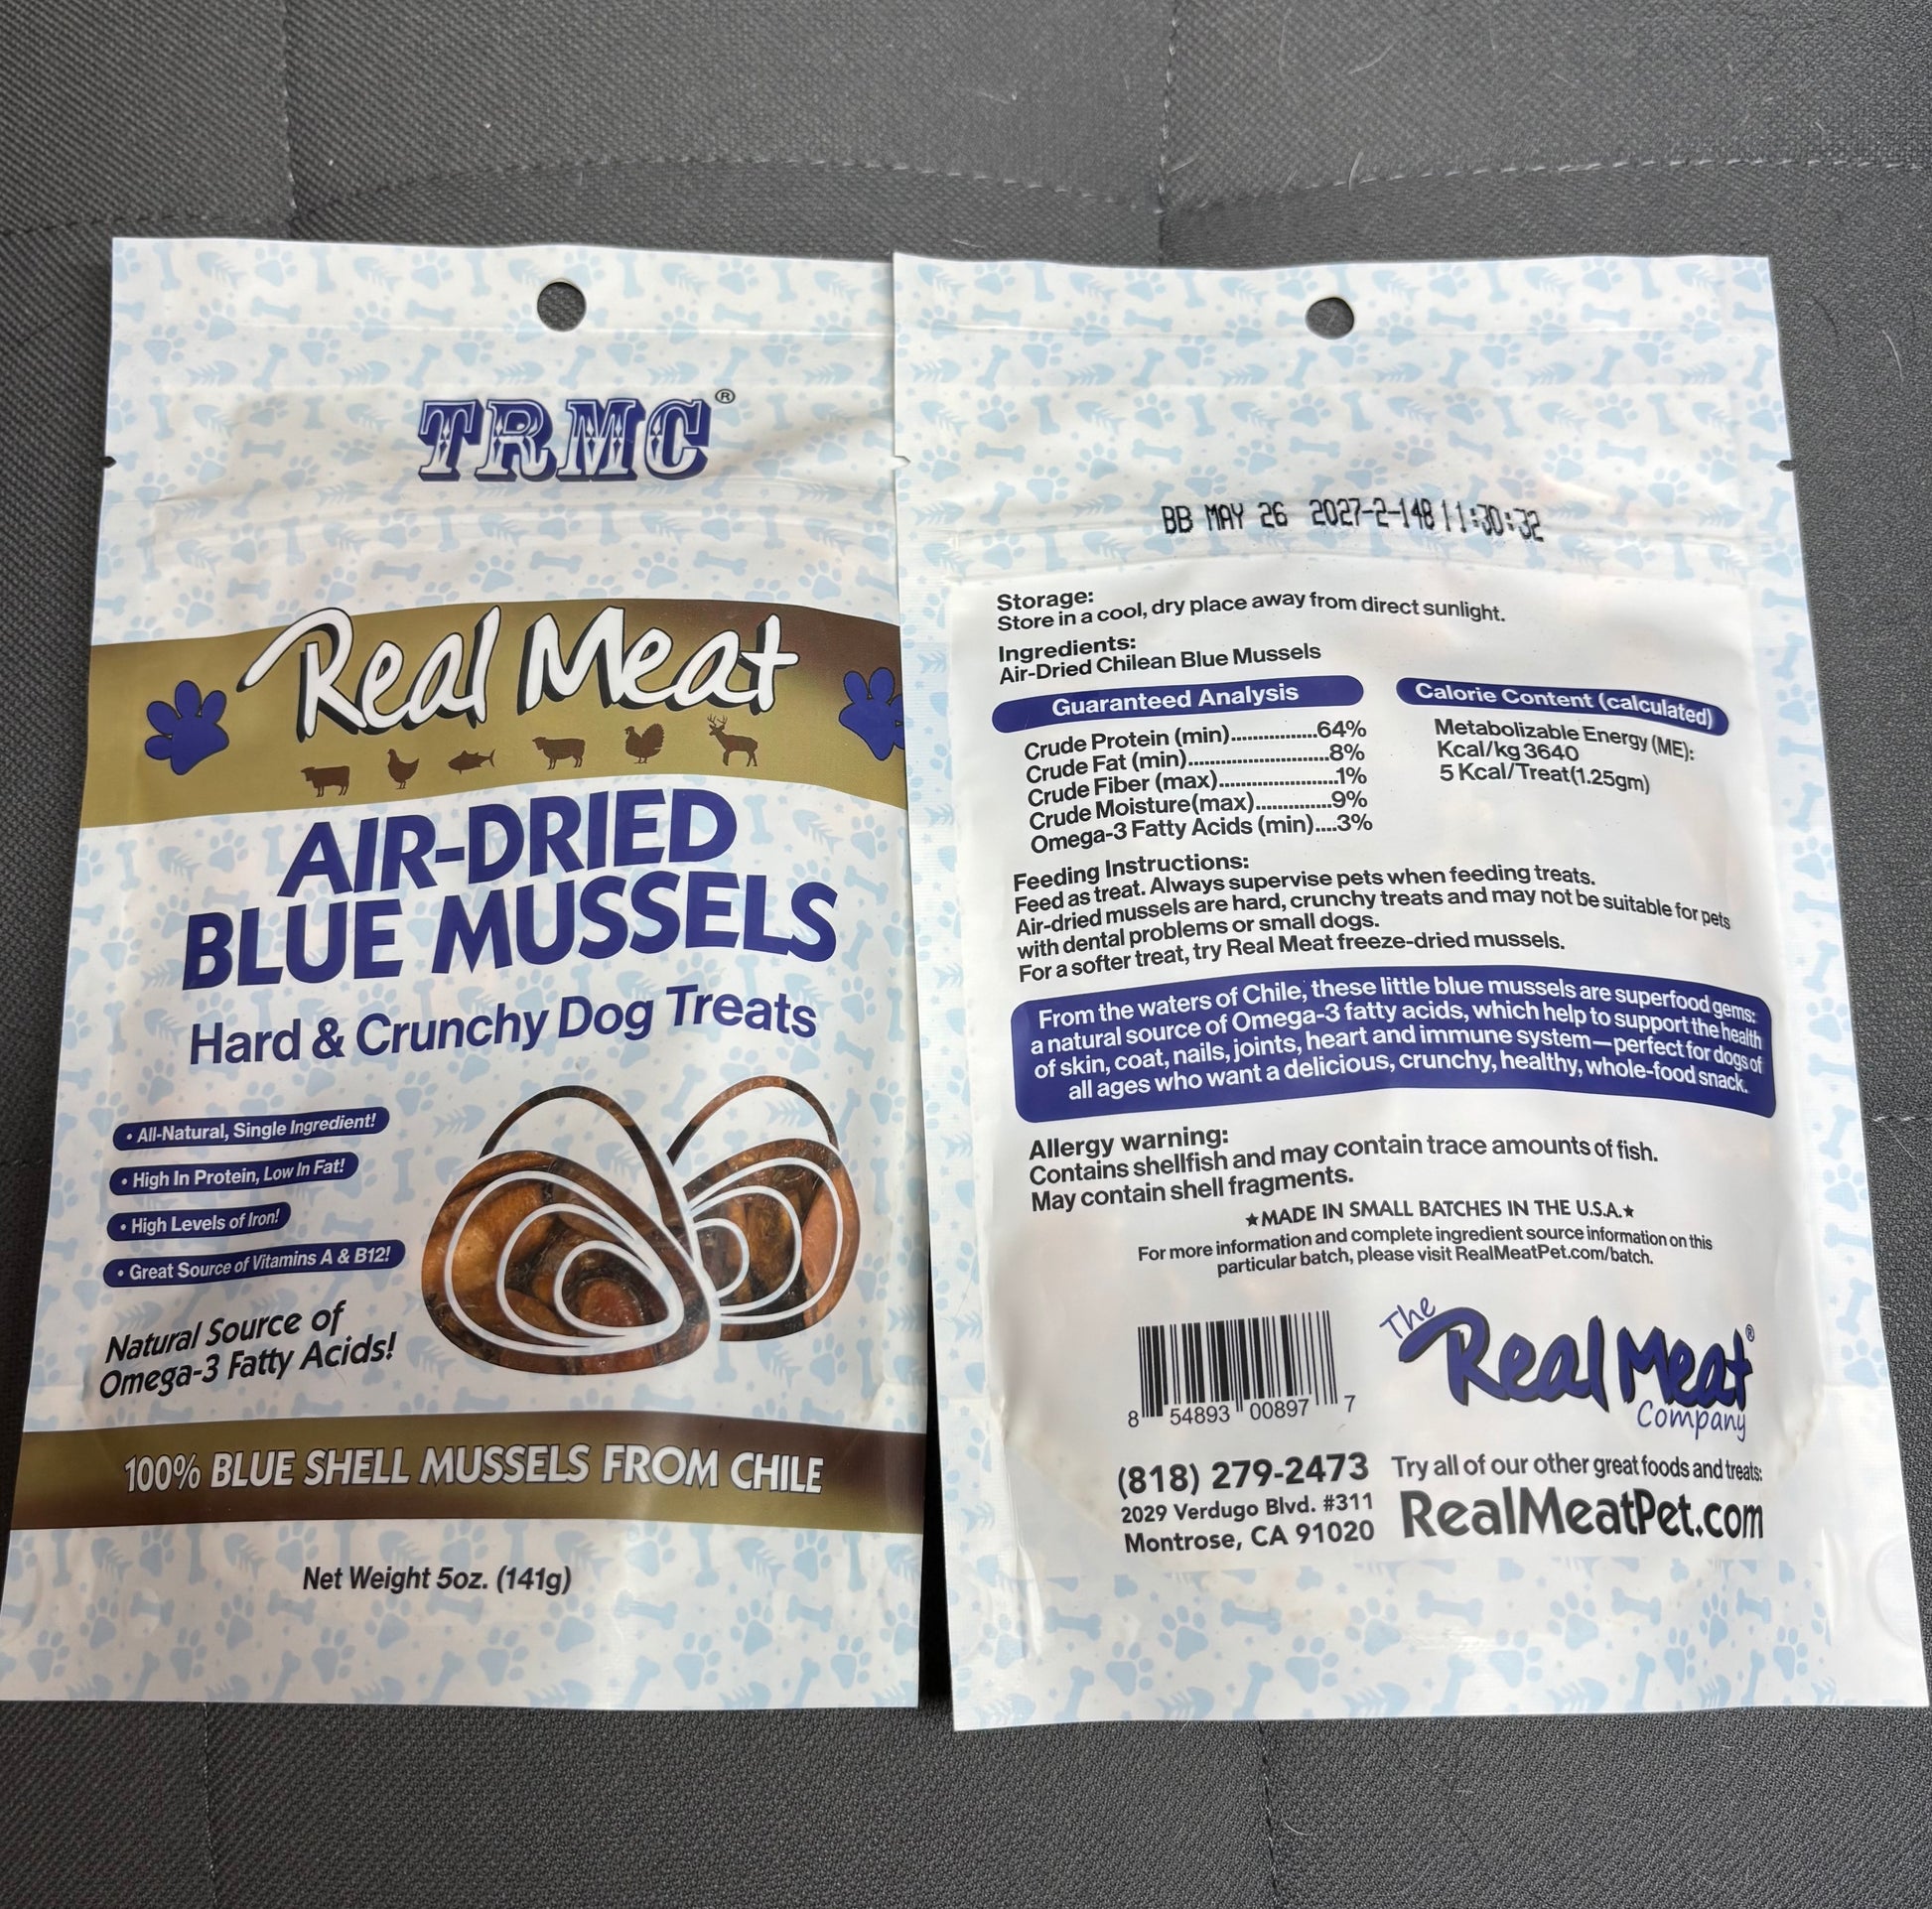 TRMC®
Real Meat
AIR-DRIED
BLUE MUSSELS
Hard & Crunchy Dog Treats
• All-Natural, Single Ingredient!
• High In Protein, Low In Fat!
• High Levels of Iron!
• Great Source of Vitamins A & B12!
Natural Source of
Omega-3 Fatty Acids!
100% BLUE SHELL MUSSELS FROM CHILE
Net Weight 5oz. (141g)
BB MAY 26 2027-2-148 11:30:32
Storage:
Store in a cool, dry place away from direct sunlight.
Ingredients:
Air-Dried Chilean Blue Mussels
Guaranteed Analysis
Crude Protein (min)................64%
Crude Fat (min)..........................8%
Crude Fiber (max)......................1%
Crude Moisture(max)..............9%
Omega-3 Fatty Acids (min)....3%
Calorie Content (calculated)
Metabolizable Energy (ME):
Kcal/kg 3640
5 Kcal/Treat(1.25gm)
Feeding Instructions:
Feed as treat. Always supervise pets when feeding treats.
Air-dried mussels are hard, crunchy treats and may not be suitable for pets
with dental problems or small dogs.
For a softer treat, try Real Meat freeze-dried mussels.
From the waters of Chile, these little blue mussels are superfood gems:
a natural source of Omega-3 fatty acids, which help to support the health
of skin, coat, nails, joints, heart and immune system—perfect for dogs of
all ages who want a delicious, crunchy, healthy, whole-food snack.
Allergy warning:
Contains shellfish and may contain trace amounts of fish.
May contain shell fragments.
★MADE IN SMALL BATCHES IN THE U.S.A.★
For more information and complete ingredient source information on this
particular batch, please visit RealMeatPet.com/batch.
8 54893 00897 7
The
Real Meat®
Company
(818) 279-2473
2029 Verdugo Blvd. #311
Montrose, CA 91020
Try all of our other great foods and treats:
RealMeatPet.com